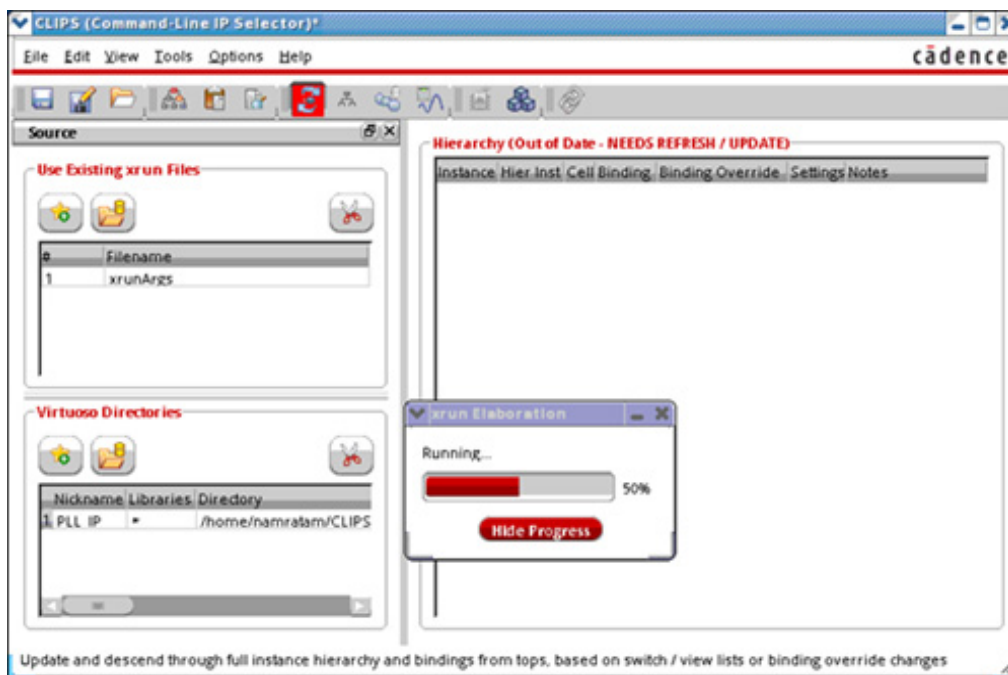 CLIPS (Command-Line IP Selector)*
File Edit View Tools Options Help
cādence
Source
Use Existing xrun Files
# Filename
1 xrunArgs
Virtuoso Directories
Nickname Libraries Directory
1 PLL_IP * /home/namratam/CLIPS
Hierarchy (Out of Date - NEEDS REFRESH / UPDATE)
Instance Hier Inst Cell Binding Binding Override Settings Notes
xrun Elaboration
Running...
50%
Hide Progress
Update and descend through full instance hierarchy and bindings from tops, based on switch / view lists or binding override changes